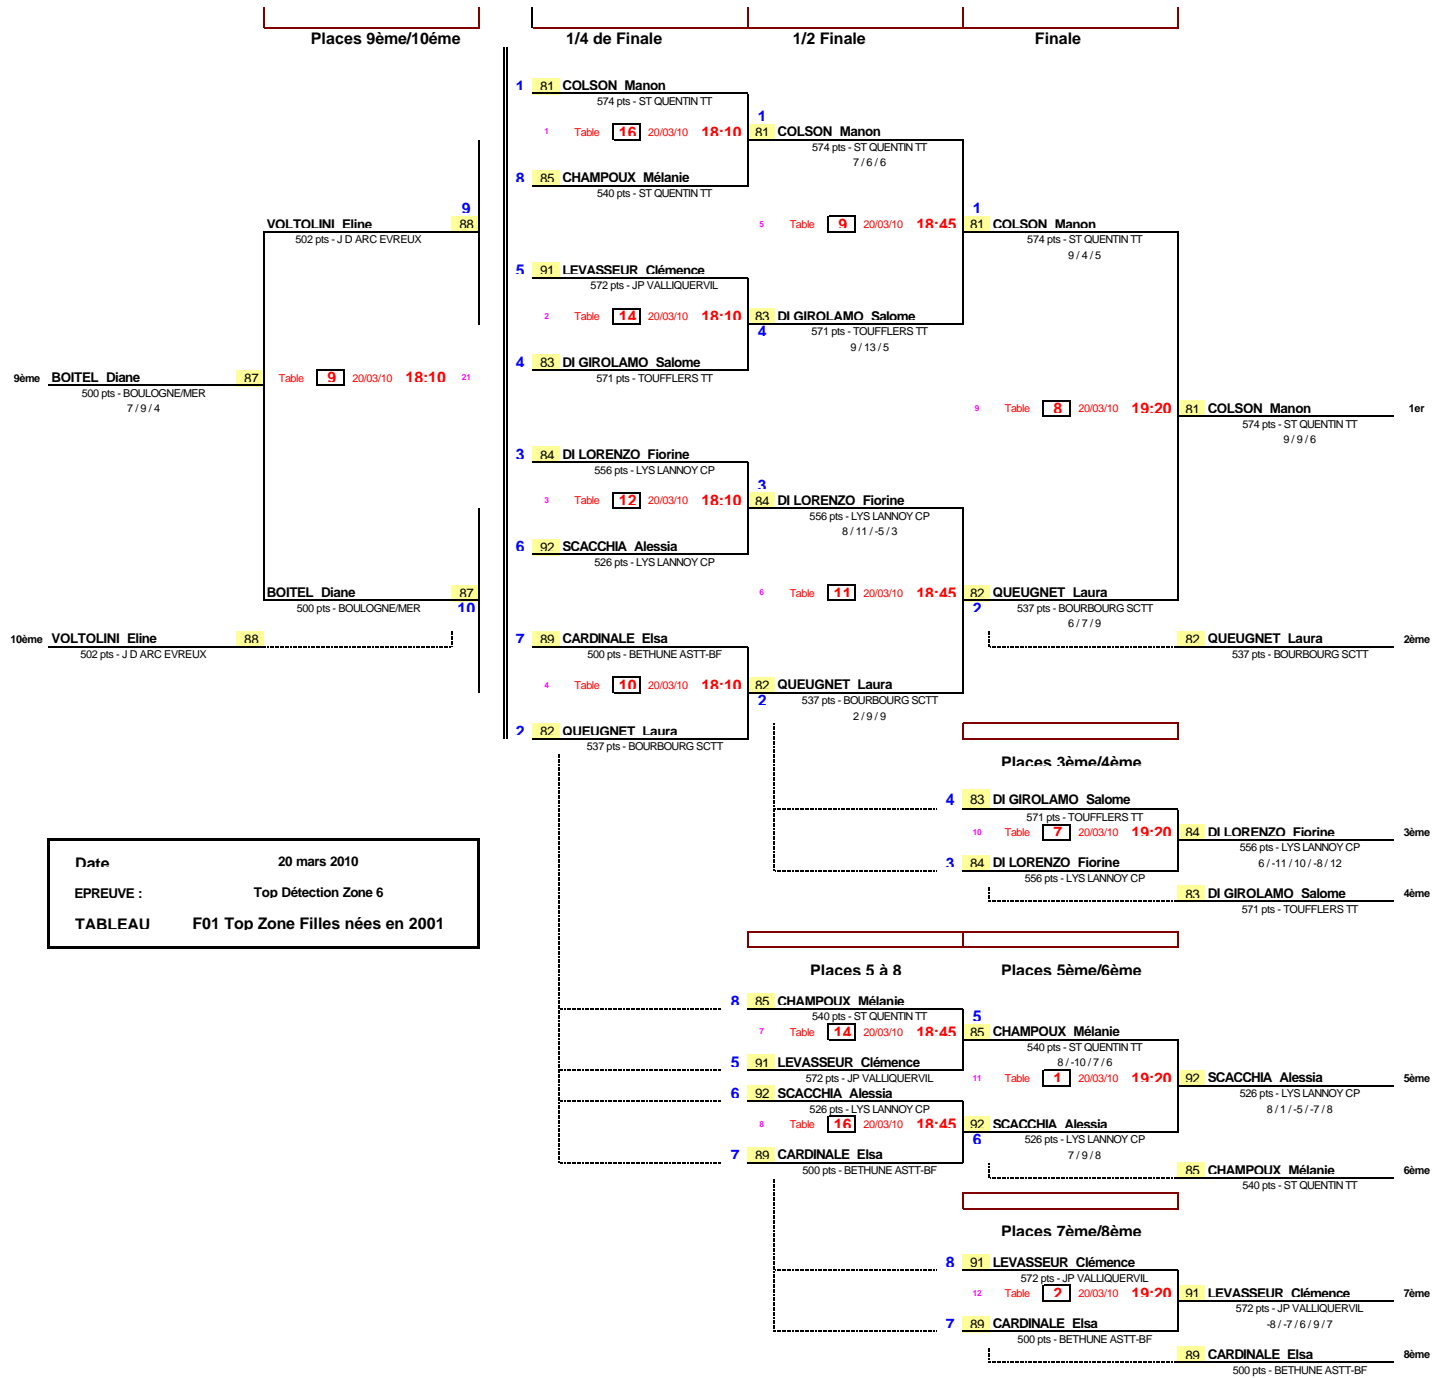 Places 9ème/10éme
1/4 de Finale
1/2 Finale
Finale
1 81 COLSON Manon
574 pts - ST QUENTIN TT
1 Table 16 20/03/10 18:10
8 85 CHAMPOUX Mélanie
540 pts - ST QUENTIN TT
5 91 LEVASSEUR Clémence
572 pts - JP VALLIQUERVIL
2 Table 14 20/03/10 18:10
4 83 DI GIROLAMO Salome
571 pts - TOUFFLERS TT
3 84 DI LORENZO Fiorine
556 pts - LYS LANNOY CP
3 Table 12 20/03/10 18:10
6 92 SCACCHIA Alessia
526 pts - LYS LANNOY CP
7 89 CARDINALE Elsa
500 pts - BETHUNE ASTT-BF
4 Table 10 20/03/10 18:10
2 82 QUEUGNET Laura
537 pts - BOURBOURG SCTT
1
81 COLSON Manon
574 pts - ST QUENTIN TT
7 / 6 / 6
5 Table 9 20/03/10 18:45
83 DI GIROLAMO Salome
4 571 pts - TOUFFLERS TT
9 / 13 / 5
3
84 DI LORENZO Fiorine
556 pts - LYS LANNOY CP
8 / 11 / -5 / 3
6 Table 11 20/03/10 18:45
82 QUEUGNET Laura
2 537 pts - BOURBOURG SCTT
2 / 9 / 9
1
81 COLSON Manon
574 pts - ST QUENTIN TT
9 / 4 / 5
9 Table 8 20/03/10 19:20
82 QUEUGNET Laura
2 537 pts - BOURBOURG SCTT
6 / 7 / 9
81 COLSON Manon 1er
574 pts - ST QUENTIN TT
9 / 9 / 6
82 QUEUGNET Laura 2ème
537 pts - BOURBOURG SCTT
9
VOLTOLINI Eline 88
502 pts - J D ARC EVREUX
9ème BOITEL Diane 87
500 pts - BOULOGNE/MER
7 / 9 / 4
Table 9 20/03/10 18:10 21
BOITEL Diane 87
500 pts - BOULOGNE/MER 10
10ème VOLTOLINI Eline 88
502 pts - J D ARC EVREUX
Places 3ème/4ème
4 83 DI GIROLAMO Salome
571 pts - TOUFFLERS TT
10 Table 7 20/03/10 19:20
3 84 DI LORENZO Fiorine
556 pts - LYS LANNOY CP
84 DI LORENZO Fiorine 3ème
556 pts - LYS LANNOY CP
6 / -11 / 10 / -8 / 12
83 DI GIROLAMO Salome 4ème
571 pts - TOUFFLERS TT
Date 20 mars 2010
EPREUVE : Top Détection Zone 6
TABLEAU F01 Top Zone Filles nées en 2001
Places 5 à 8
Places 5ème/6ème
8 85 CHAMPOUX Mélanie
540 pts - ST QUENTIN TT
7 Table 14 20/03/10 18:45
5 91 LEVASSEUR Clémence
572 pts - JP VALLIQUERVIL
6 92 SCACCHIA Alessia
526 pts - LYS LANNOY CP
8 Table 16 20/03/10 18:45
7 89 CARDINALE Elsa
500 pts - BETHUNE ASTT-BF
5
85 CHAMPOUX Mélanie
540 pts - ST QUENTIN TT
8 / -10 / 7 / 6
11 Table 1 20/03/10 19:20
92 SCACCHIA Alessia
6 526 pts - LYS LANNOY CP
7 / 9 / 8
92 SCACCHIA Alessia 5ème
526 pts - LYS LANNOY CP
8 / 1 / -5 / -7 / 8
85 CHAMPOUX Mélanie 6ème
540 pts - ST QUENTIN TT
Places 7ème/8ème
8 91 LEVASSEUR Clémence
572 pts - JP VALLIQUERVIL
12 Table 2 20/03/10 19:20
7 89 CARDINALE Elsa
500 pts - BETHUNE ASTT-BF
91 LEVASSEUR Clémence 7ème
572 pts - JP VALLIQUERVIL
-8 / -7 / 6 / 9 / 7
89 CARDINALE Elsa 8ème
500 pts - BETHUNE ASTT-BF